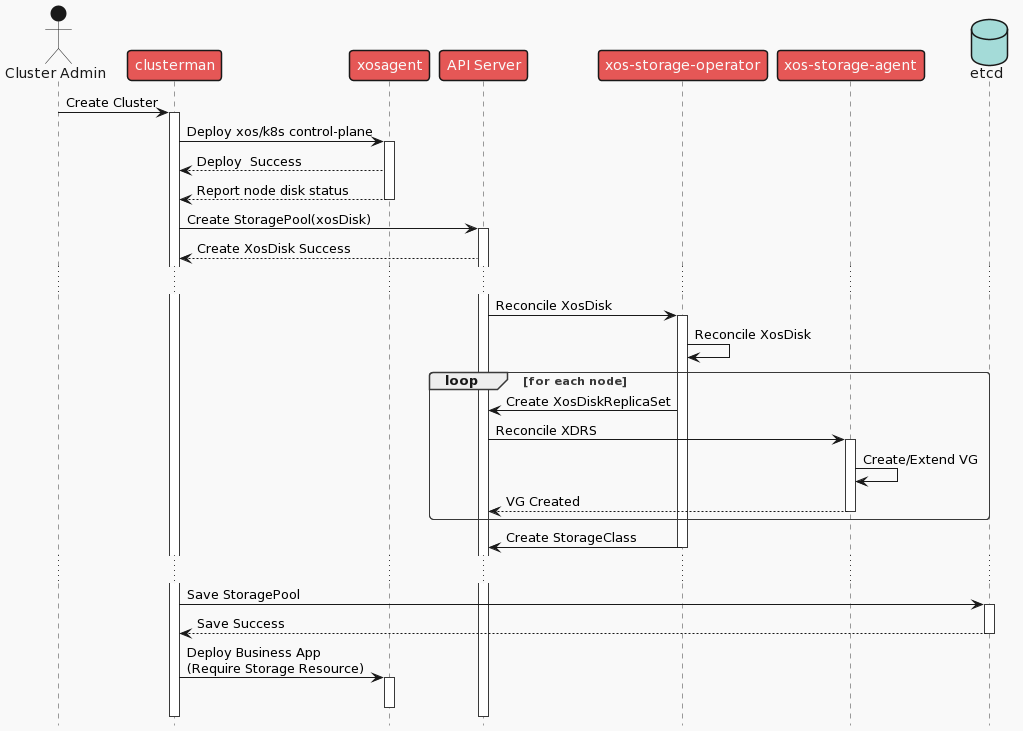 Cluster Admin
clusterman
xosagent
API Server
xos-storage-operator
xos-storage-agent
etcd
Create Cluster
Deploy xos/k8s control-plane
Deploy  Success
Report node disk status
Create StoragePool(xosDisk)
Create XosDisk Success
Reconcile XosDisk
Reconcile XosDisk
loop [for each node]
Create XosDiskReplicaSet
Reconcile XDRS
Create/Extend VG
VG Created
Create StorageClass
Save StoragePool
Save Success
Deploy Business App
(Require Storage Resource)